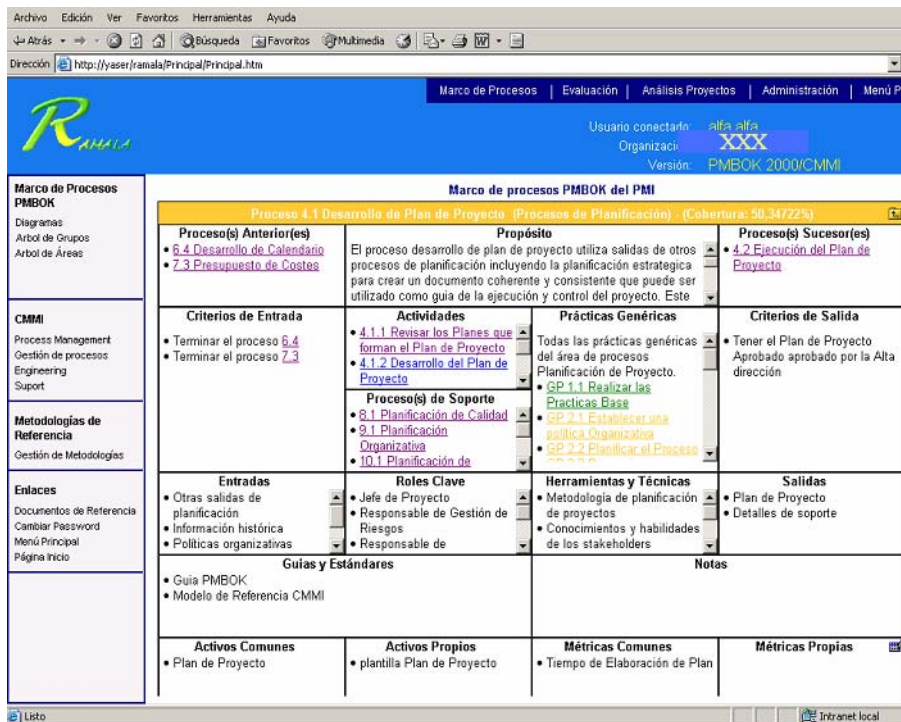 Archivo Edición Ver Favoritos Herramientas Ayuda
Atrás Búsqueda Favoritos Multimedia
Dirección http://yaser/ramala/Principal/Principal.htm
Marco de Procesos | Evaluación | Análisis Proyectos | Administración | Menú P
RAMALA
Usuario conectado: alfa alfa
Organizaci XXX
Versión: PMBOK 2000/CMMI
Marco de Procesos
PMBOK
Diagramas
Arbol de Grupos
Arbol de Áreas
CMMI
Process Management
Gestión de procesos
Engineering
Suport
Metodologías de
Referencia
Gestión de Metodologías
Enlaces
Documentos de Referencia
Cambiar Password
Menú Principal
Página Inicio
Marco de procesos PMBOK del PMI
Proceso 4.1 Desarrollo de Plan de Proyecto (Procesos de Planificación) - (Cobertura: 50,34722%)
Proceso(s) Anterior(es)
• 6.4 Desarrollo de Calendario
• 7.3 Presupuesto de Costes
Propósito
El proceso desarrollo de plan de proyecto utiliza salidas de otros
procesos de planificación incluyendo la planificación estrategica
para crear un documento coherente y consistente que puede ser
utilizado como guia de la ejecución y control del proyecto. Este
Proceso(s) Sucesor(es)
• 4.2 Ejecución del Plan de
Proyecto
Criterios de Entrada
• Terminar el proceso 6.4
• Terminar el proceso 7.3
Actividades
• 4.1.1 Revisar los Planes que
forman el Plan de Proyecto
• 4.1.2 Desarrollo del Plan de
Proyecto
Proceso(s) de Soporte
• 8.1 Planificación de Calidad
• 9.1 Planificación
Organizativa
• 10.1 Planificación de
Prácticas Genéricas
Todas las prácticas genéricas
del área de procesos
Planificación de Proyecto.
• GP 1.1 Realizar las
Practicas Base
• GP 2.1 Establecer una
política Organizativa
• GP 2.2 Planificar el Proceso
Criterios de Salida
• Tener el Plan de Proyecto
Aprobado aprobado por la Alta
dirección
Entradas
• Otras salidas de
planificación
• Información histórica
• Políticas organizativas
Roles Clave
• Jefe de Proyecto
• Responsable de Gestión de
Riesgos
• Responsable de
Herramientas y Técnicas
• Metodología de planificación
de proyectos
• Conocimientos y habilidades
de los stakeholders
Salidas
• Plan de Proyecto
• Detalles de soporte
Guias y Estándares
• Guia PMBOK
• Modelo de Referencia CMMI
Notas
Activos Comunes
• Plan de Proyecto
Activos Propios
• plantilla Plan de Proyecto
Métricas Comunes
• Tiempo de Elaboración de Plan
Métricas Propias
Listo
Intranet local